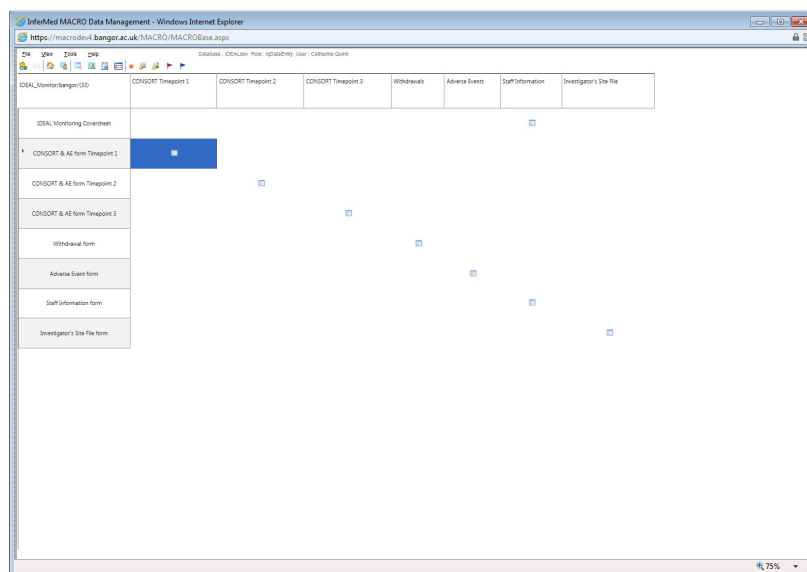 InferMed MACRO Data Management - Windows Internet Explorer
https://macrodev4.bangor.ac.uk/MACRO/MACROBase.aspx
File View Tools Help Database : IDEALdev Role : XjDataEntry User : Catherine Quinn
IDEAL_Monitor/bangor/(33) CONSORT Timepoint 1 CONSORT Timepoint 2 CONSORT Timepoint 3 Withdrawals Adverse Events Staff Information Investigator's Site File
IDEAL Monitoring Coversheet
CONSORT & AE form Timepoint 1
CONSORT & AE form Timepoint 2
CONSORT & AE form Timepoint 3
Withdrawal form
Adverse Event form
Staff Information form
Investigator's Site File form
75%